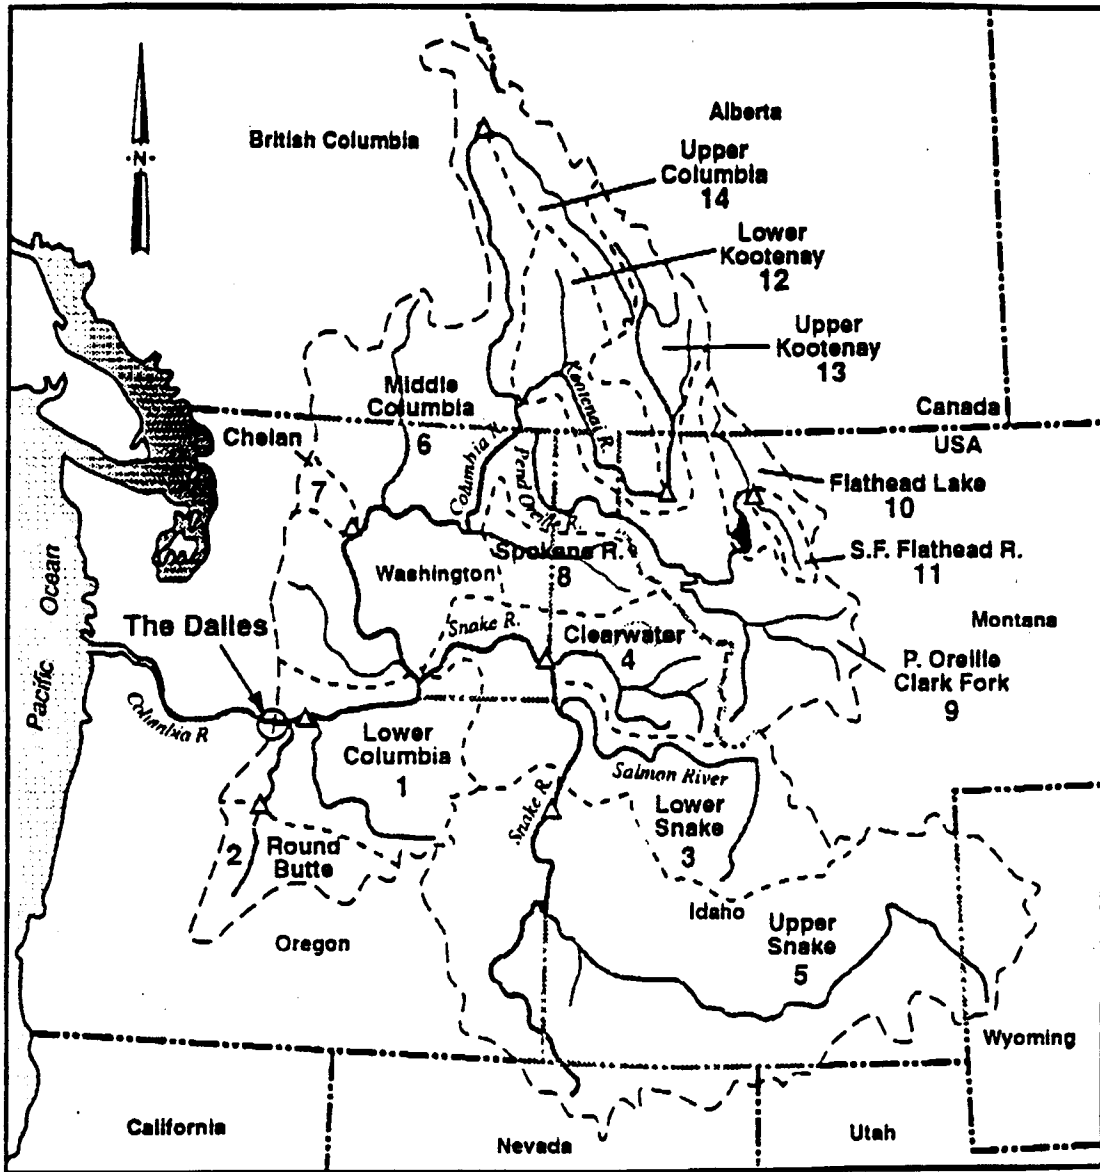 Alberta
British Columbia
N
Upper
Columbia
14
Lower
Kootenay
12
Upper
Kootenay
13
Middle
Columbia
6
Canada
USA
Chelan
7
Columbia R.
Kootenai R.
Pend Oreille R.
Flathead Lake
10
S.F. Flathead R.
11
Spokane R.
8
Washington
Pacific Ocean
The Dalles
Snake R.
Clearwater
4
Montana
P. Oreille
Clark Fork
9
Columbia R
Lower
Columbia
1
Salmon River
Snake R.
Lower
Snake
3
2
Round
Butte
Idaho
Oregon
Upper
Snake
5
Wyoming
California
Nevada
Utah